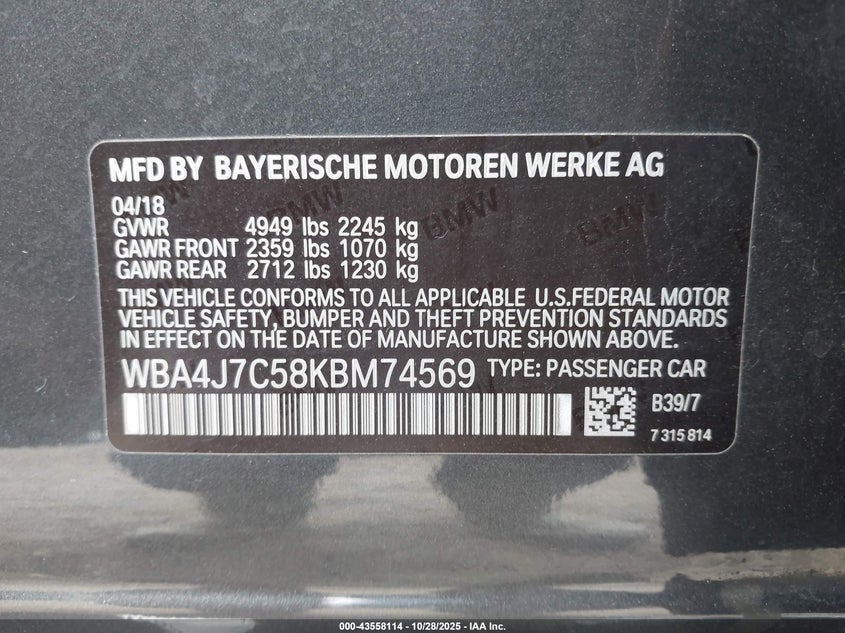 MFD BY BAYERISCHE MOTOREN WERKE AG
04/18
GVWR 4949 lbs 2245 kg
GAWR FRONT 2359 lbs 1070 kg
GAWR REAR 2712 lbs 1230 kg
THIS VEHICLE CONFORMS TO ALL APPLICABLE U.S.FEDERAL MOTOR
VEHICLE SAFETY, BUMPER AND THEFT PREVENTION STANDARDS
IN EFFECT ON THE DATE OF MANUFACTURE SHOWN ABOVE.
WBA4J7C58KBM74569 TYPE: PASSENGER CAR
B39/7
7 315 814
BMW
BMW
000-43558114 - 10/28/2025 - IAA Inc.